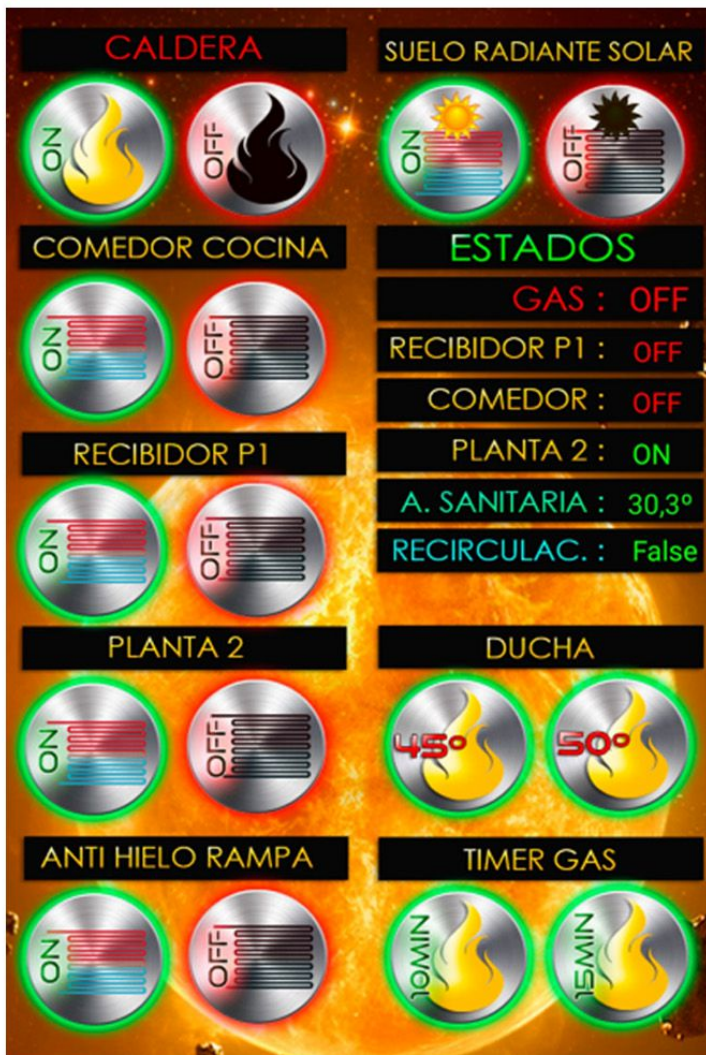 CALDERA
ON
OFF
SUELO RADIANTE SOLAR
ON
OFF
COMEDOR COCINA
ON
OFF
ESTADOS
GAS : OFF
RECIBIDOR P1 : OFF
COMEDOR : OFF
PLANTA 2 : ON
A. SANITARIA : 30,3º
RECIRCULAC. : False
RECIBIDOR P1
ON
OFF
PLANTA 2
ON
OFF
DUCHA
45º
50º
ANTI HIELO RAMPA
ON
OFF
TIMER GAS
10MIN
15MIN